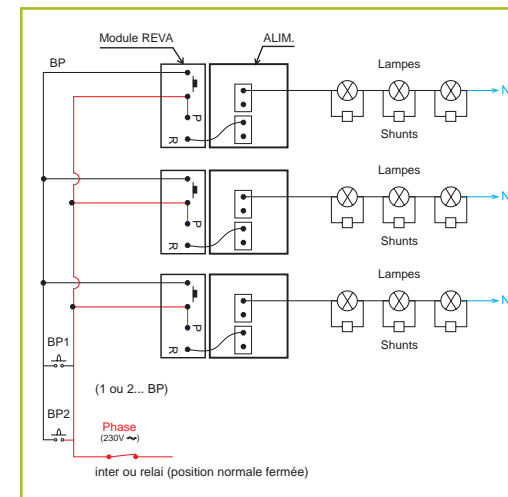 Module REVA
ALIM.
BP
Lampes
P
R
N
Shunts
Lampes
P
R
N
Shunts
Lampes
P
R
N
Shunts
BP1
(1 ou 2... BP)
BP2
Phase
(230V ~)
inter ou relai (position normale fermée)